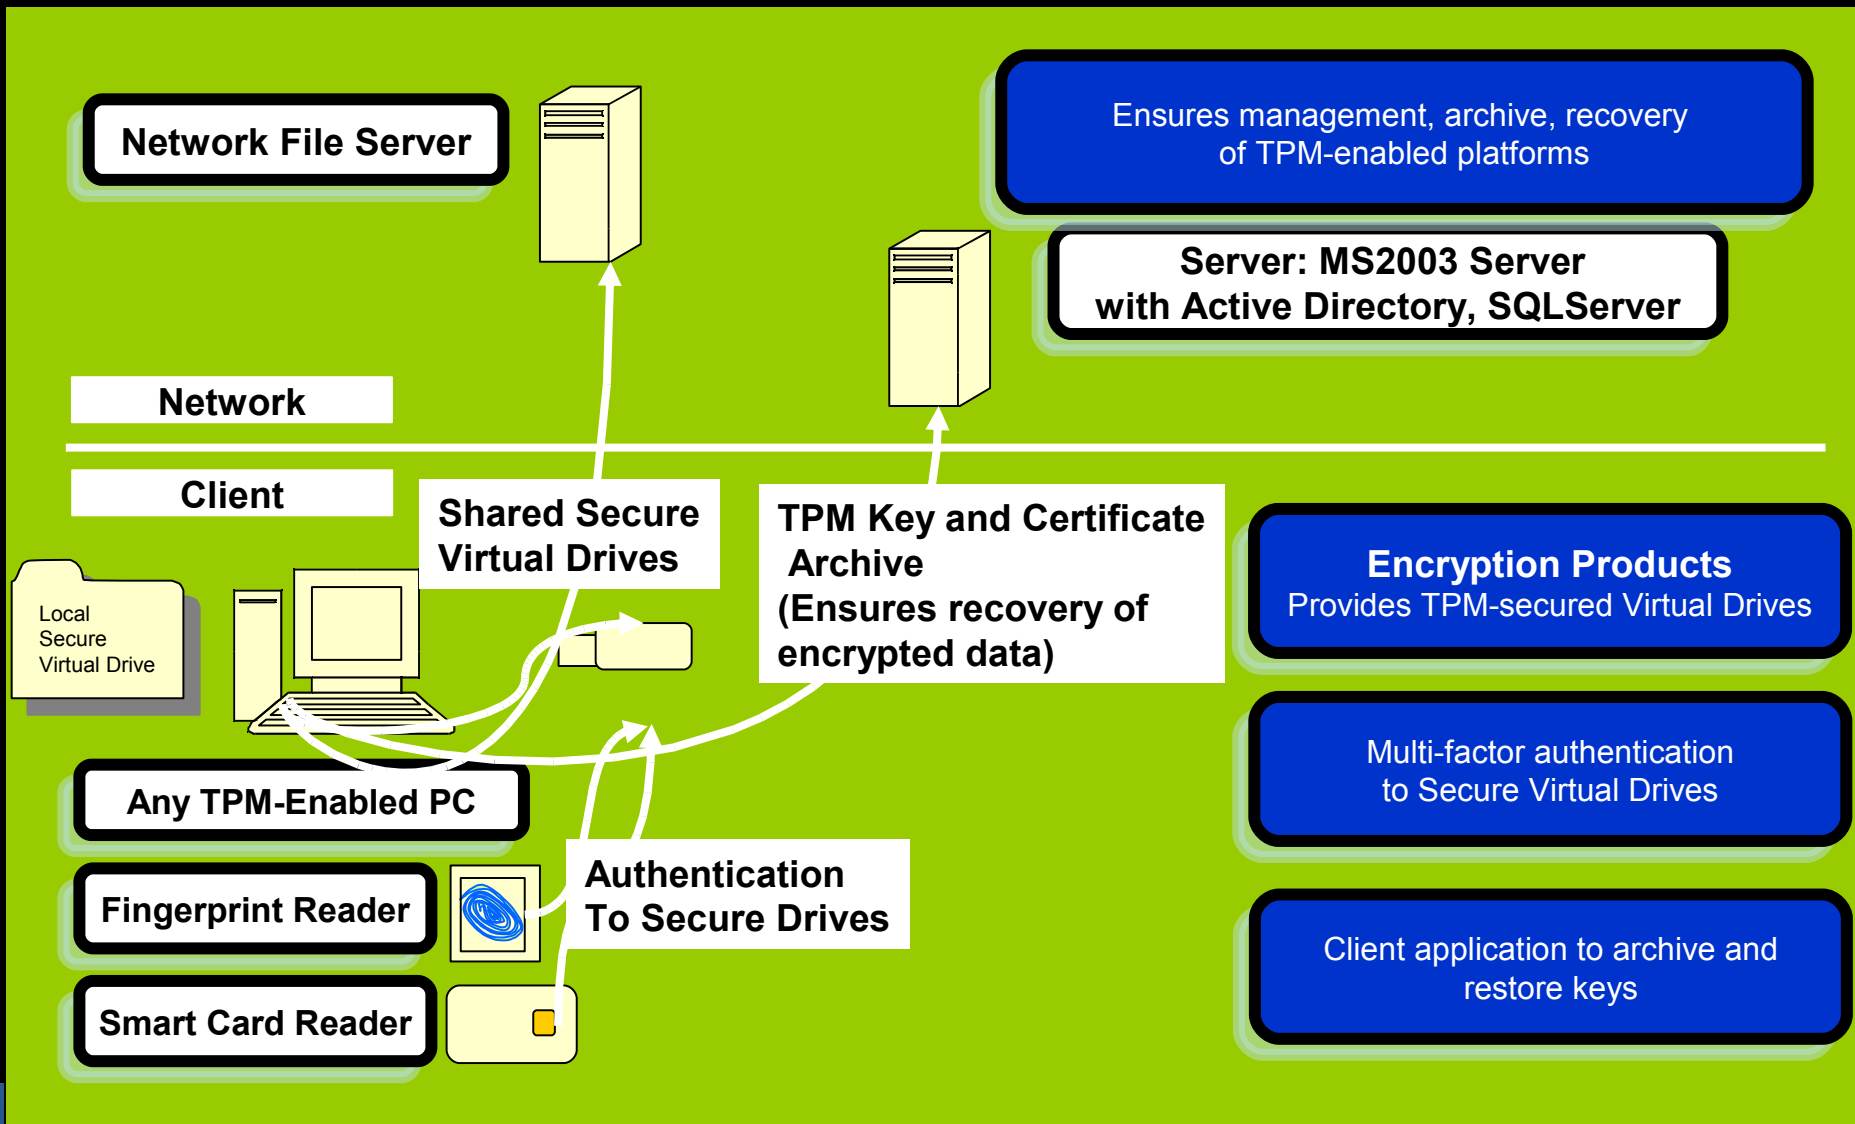 Network File Server
Ensures management, archive, recovery
of TPM-enabled platforms
Server: MS2003 Server
with Active Directory, SQLServer
Network
Client
Shared Secure
Virtual Drives
TPM Key and Certificate
Archive
(Ensures recovery of
encrypted data)
Encryption Products
Provides TPM-secured Virtual Drives
Local
Secure
Virtual Drive
Multi-factor authentication
to Secure Virtual Drives
Any TPM-Enabled PC
Authentication
To Secure Drives
Fingerprint Reader
Client application to archive and
restore keys
Smart Card Reader